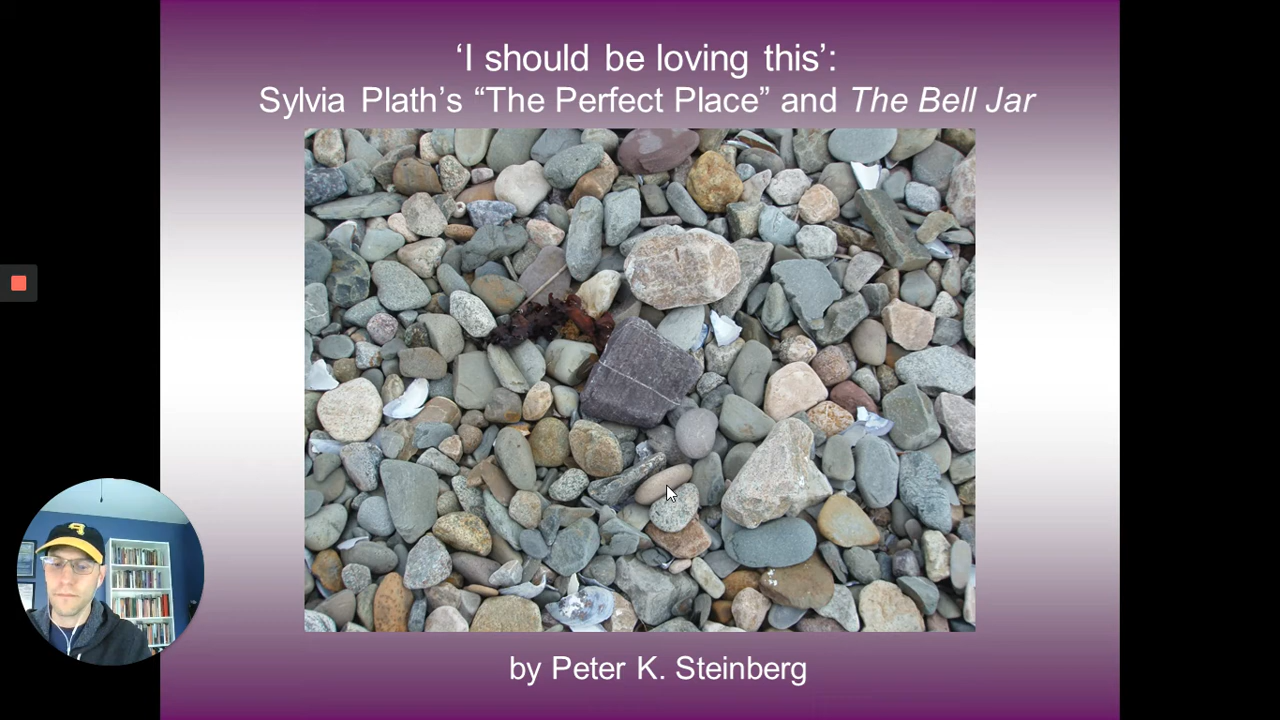 ‘I should be loving this’:
Sylvia Plath’s “The Perfect Place” and The Bell Jar
by Peter K. Steinberg